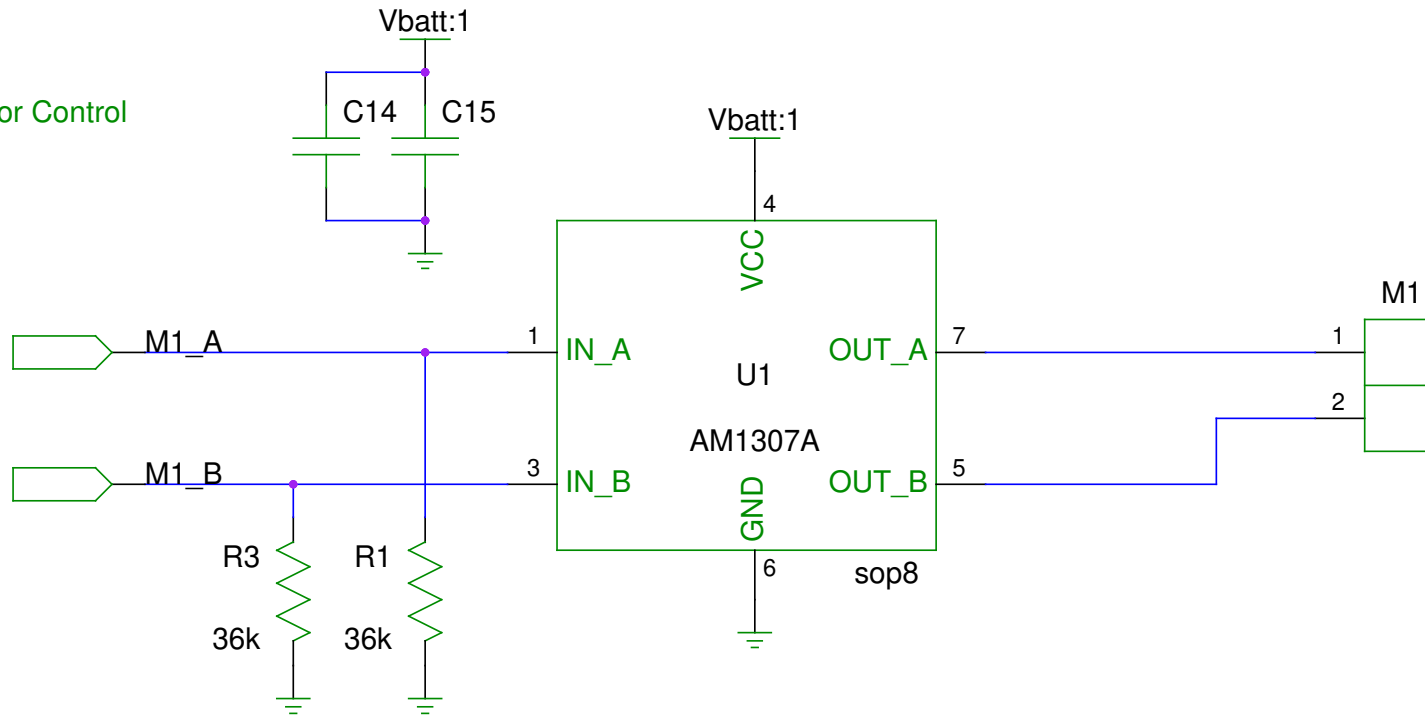 Vbatt:1
or Control
C14
C15
Vbatt:1
4
VCC
M1
M1_A
1
IN_A
OUT_A
7
1
U1
2
AM1307A
M1_B
3
IN_B
OUT_B
5
GND
R3
R1
6
sop8
36k
36k